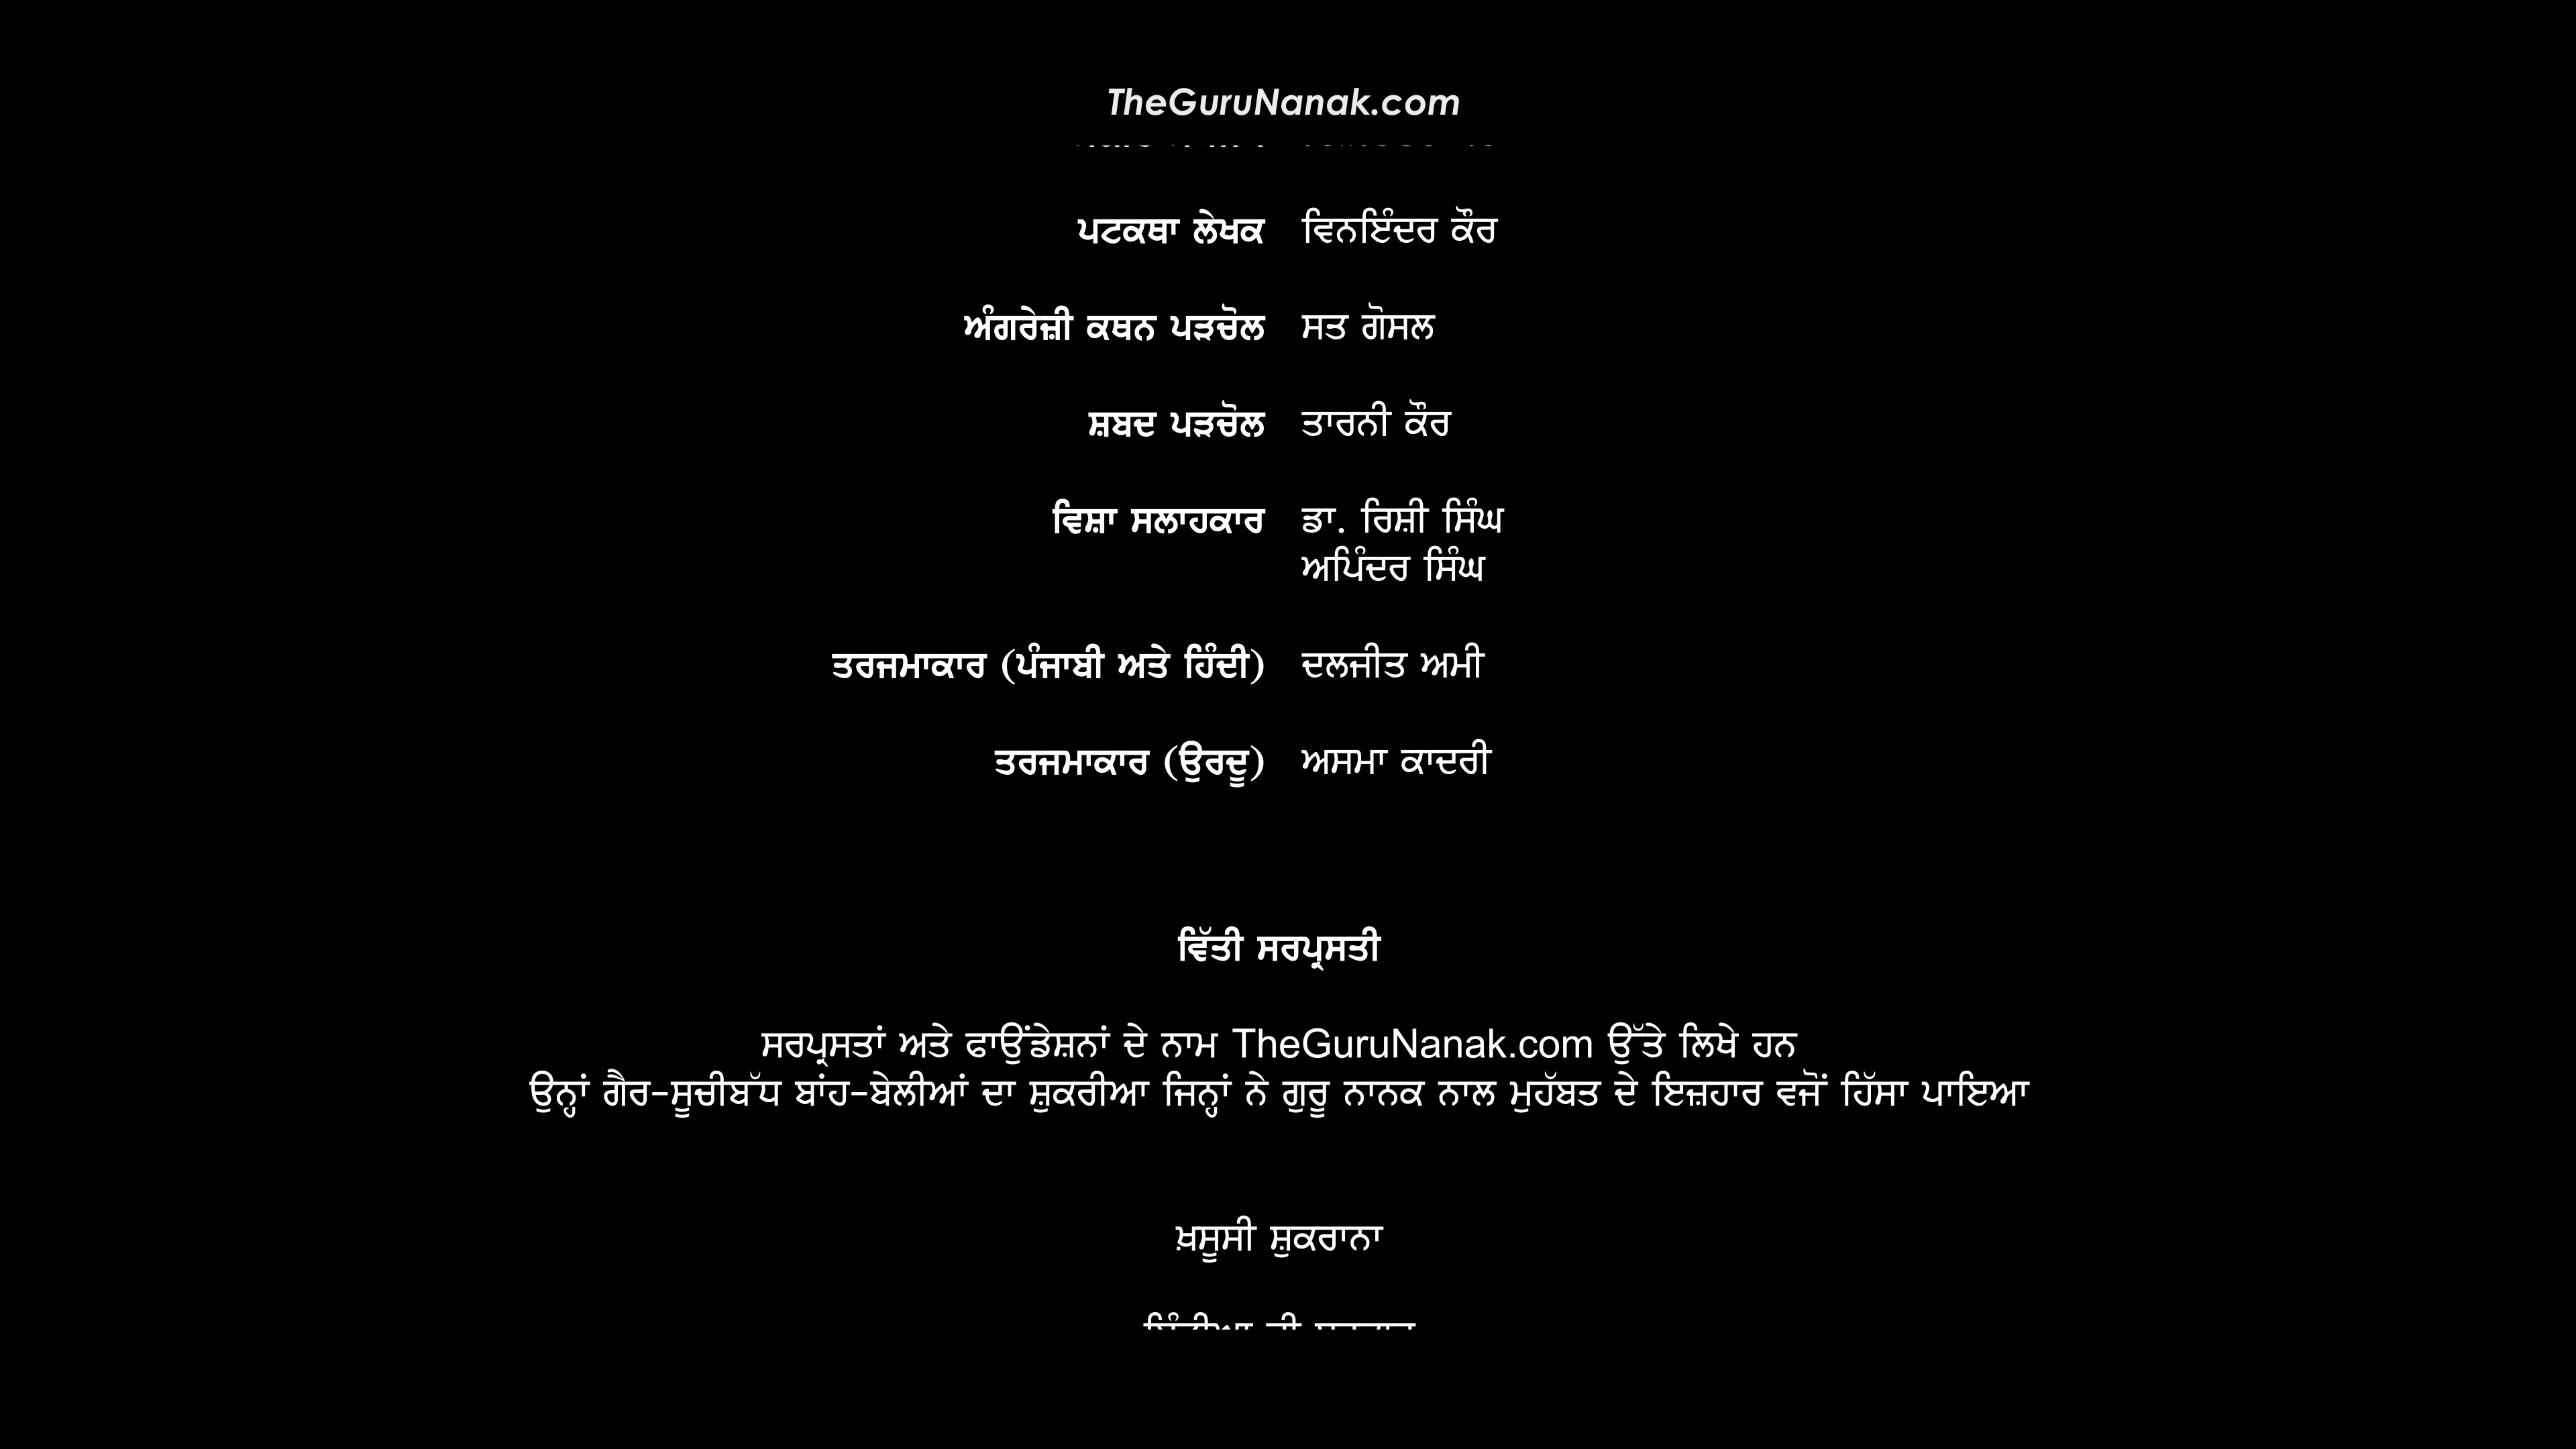 TheGuruNanak.com
ਪਟਕਥਾ ਲੇਖਕ ਵਿਨਇੰਦਰ ਕੌਰ
ਅੰਗਰੇਜ਼ੀ ਕਥਨ ਪੜਚੋਲ ਸਤ ਗੋਸਲ
ਸ਼ਬਦ ਪੜਚੋਲ ਤਾਰਨੀ ਕੌਰ
ਵਿਸ਼ਾ ਸਲਾਹਕਾਰ ਡਾ. ਰਿਸ਼ੀ ਸਿੰਘ
ਅਪਿੰਦਰ ਸਿੰਘ
ਤਰਜਮਾਕਾਰ (ਪੰਜਾਬੀ ਅਤੇ ਹਿੰਦੀ) ਦਲਜੀਤ ਅਮੀ
ਤਰਜਮਾਕਾਰ (ਉਰਦੂ) ਅਸਮਾ ਕਾਦਰੀ
ਵਿੱਤੀ ਸਰਪ੍ਰਸਤੀ
ਸਰਪ੍ਰਸਤਾਂ ਅਤੇ ਫਾਉਂਡੇਸ਼ਨਾਂ ਦੇ ਨਾਮ TheGuruNanak.com ਉੱਤੇ ਲਿਖੇ ਹਨ
ਉਨ੍ਹਾਂ ਗੈਰ-ਸੂਚੀਬੱਧ ਬਾਂਹ-ਬੇਲੀਆਂ ਦਾ ਸ਼ੁਕਰੀਆ ਜਿਨ੍ਹਾਂ ਨੇ ਗੁਰੂ ਨਾਨਕ ਨਾਲ ਮੁਹੱਬਤ ਦੇ ਇਜ਼ਹਾਰ ਵਜੋਂ ਹਿੱਸਾ ਪਾਇਆ
ਖ਼ਸੂਸੀ ਸ਼ੁਕਰਾਨਾ